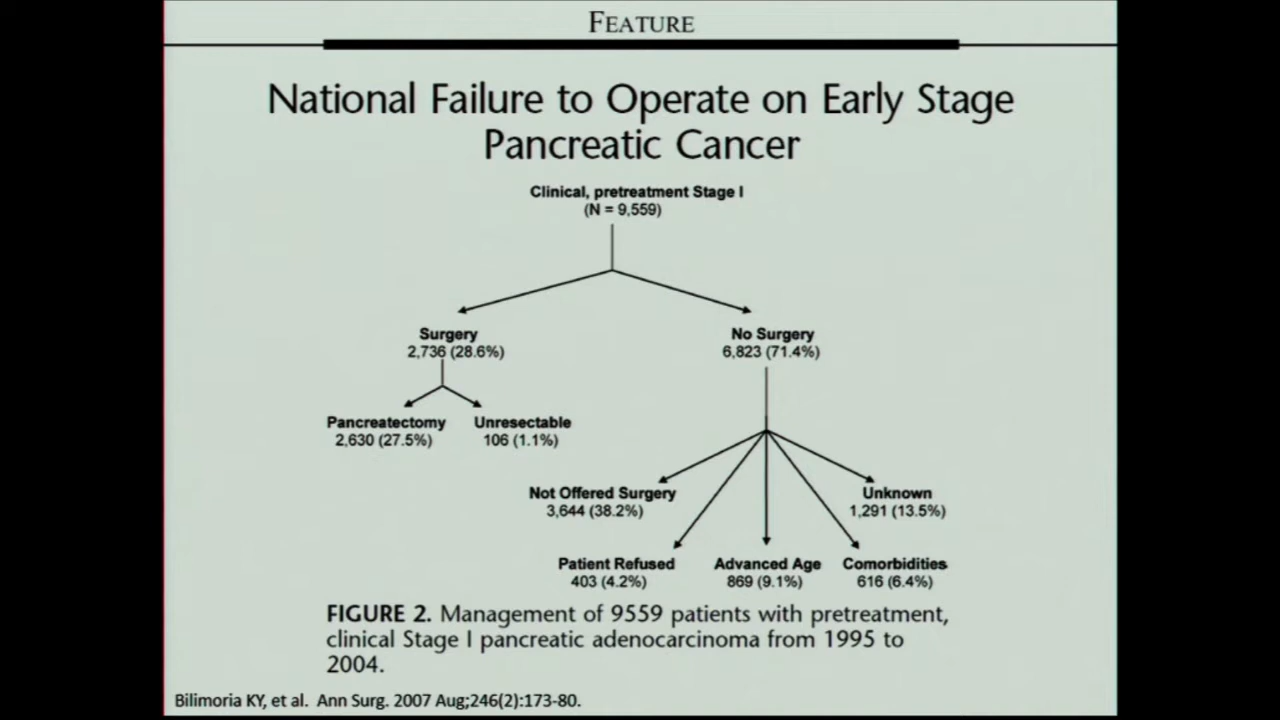 FEATURE
National Failure to Operate on Early Stage
Pancreatic Cancer
Clinical, pretreatment Stage I
(N = 9,559)
Surgery
2,736 (28.6%)
No Surgery
6,823 (71.4%)
Pancreatectomy
2,630 (27.5%)
Unresectable
106 (1.1%)
Not Offered Surgery
3,644 (38.2%)
Unknown
1,291 (13.5%)
Patient Refused
403 (4.2%)
Advanced Age
869 (9.1%)
Comorbidities
616 (6.4%)
FIGURE 2. Management of 9559 patients with pretreatment,
clinical Stage I pancreatic adenocarcinoma from 1995 to
2004.
Bilimoria KY, et al. Ann Surg. 2007 Aug;246(2):173-80.